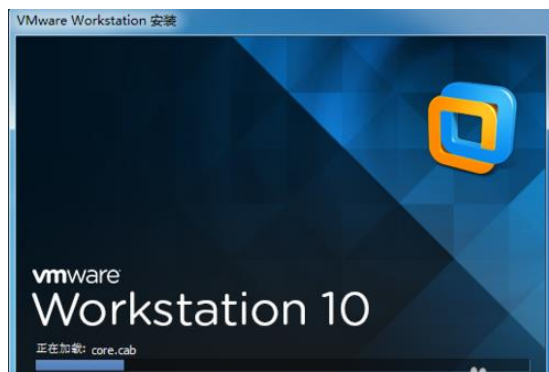 VMware Workstation 安装
vmware
Workstation 10
正在加载: core.cab